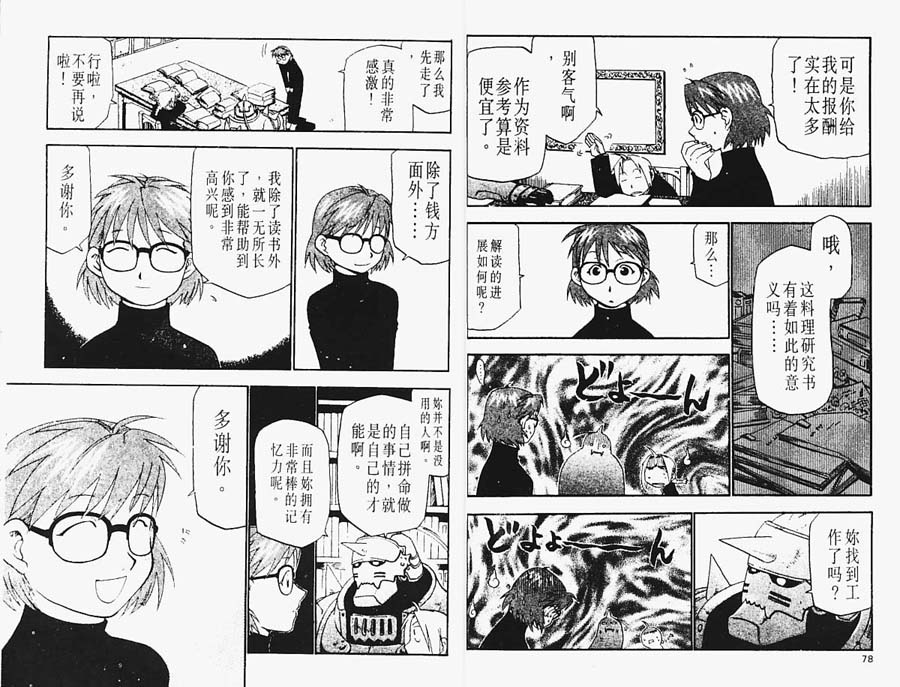 可是你给
我的报酬
实在太多
了！
别客气啊
，
作为资料
参考算是
便宜了。
哦，
这料理研究书
有着如此的意
义吗……
那么…
解读的进
展如何呢？
どよーーん
妳找到工
作了吗？
どよょーーん
78
那么我
先走了
真的非常
感激！
行啦，
不要再说
啦！
除了钱方
面外……
我除了读书外
，就一无所长
了，能帮助到
你感到非常
高兴呢。
多谢你。
妳并不是没
用的人啊。
自己拼命做
的事情，就
是自己的才
能啊。
而且妳拥有
非常棒的记
忆力呢。
多谢你。